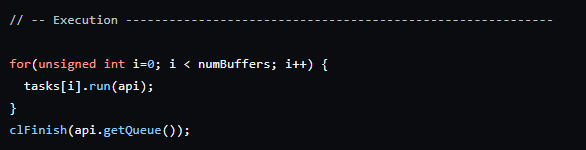 // -- Execution -----------------------------------------------------------
for(unsigned int i=0; i < numBuffers; i++) {
  tasks[i].run(api);
}
clFinish(api.getQueue());